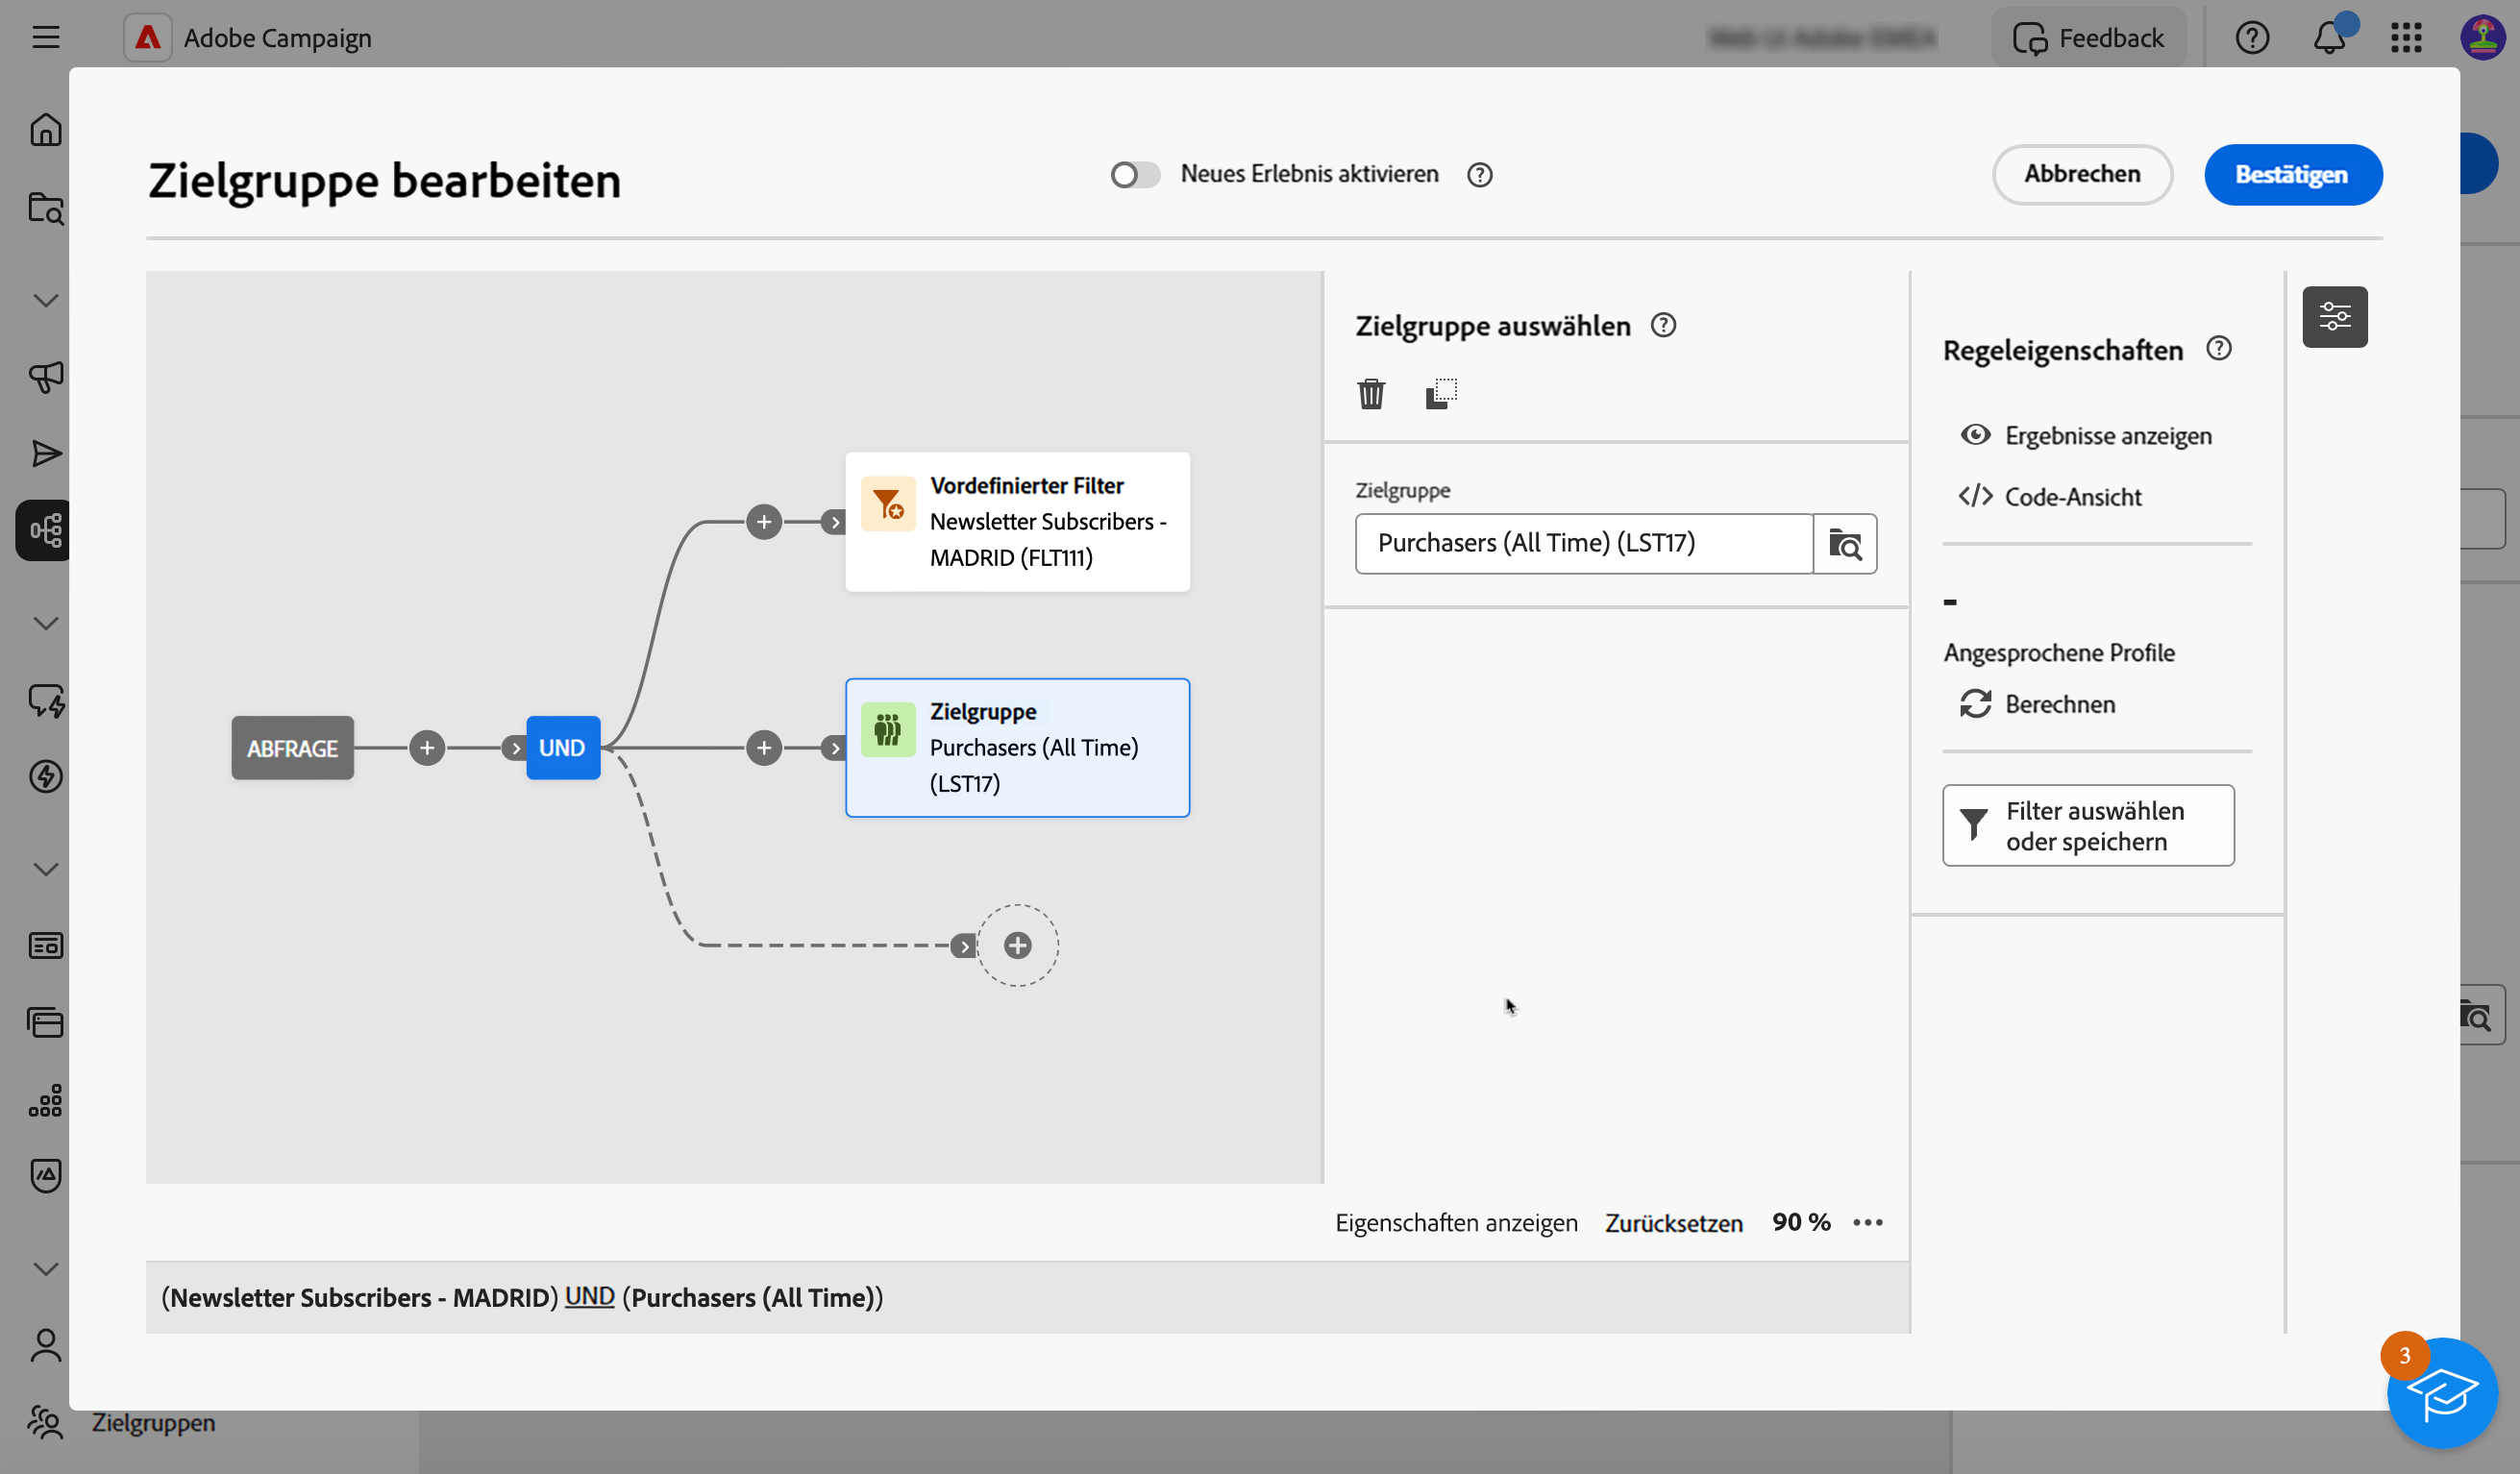 Adobe Campaign
Feedback
Zielgruppe bearbeiten
Neues Erlebnis aktivieren
Abbrechen
Bestätigen
Vordefinierter Filter
Newsletter Subscribers -
MADRID (FLT111)
ABFRAGE
UND
Zielgruppe
Purchasers (All Time)
(LST17)
Zielgruppe auswählen
Zielgruppe
Purchasers (All Time) (LST17)
Regeleigenschaften
Ergebnisse anzeigen
Code-Ansicht
-
Angesprochene Profile
Berechnen
Filter auswählen
oder speichern
Eigenschaften anzeigen
Zurücksetzen
90 %
(Newsletter Subscribers - MADRID) UND (Purchasers (All Time))
3
Zielgruppen